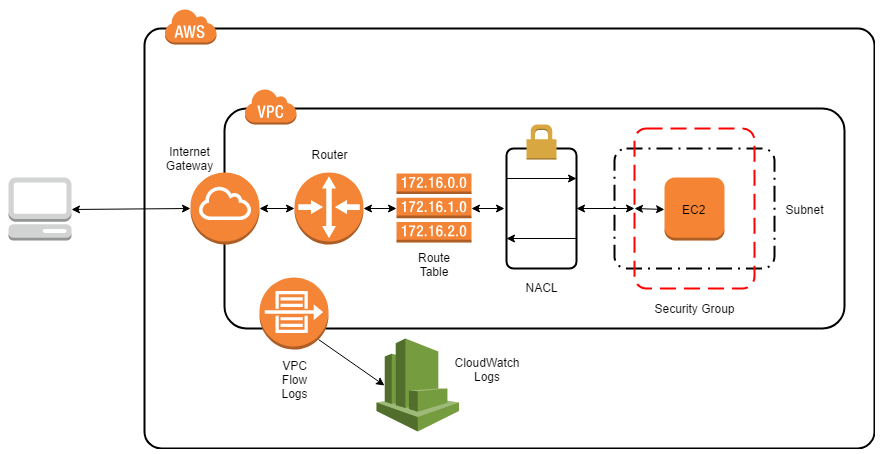 AWS
VPC
Internet
Gateway
Router
172.16.0.0
172.16.1.0
172.16.2.0
Route
Table
NACL
EC2
Subnet
Security Group
VPC
Flow
Logs
CloudWatch
Logs